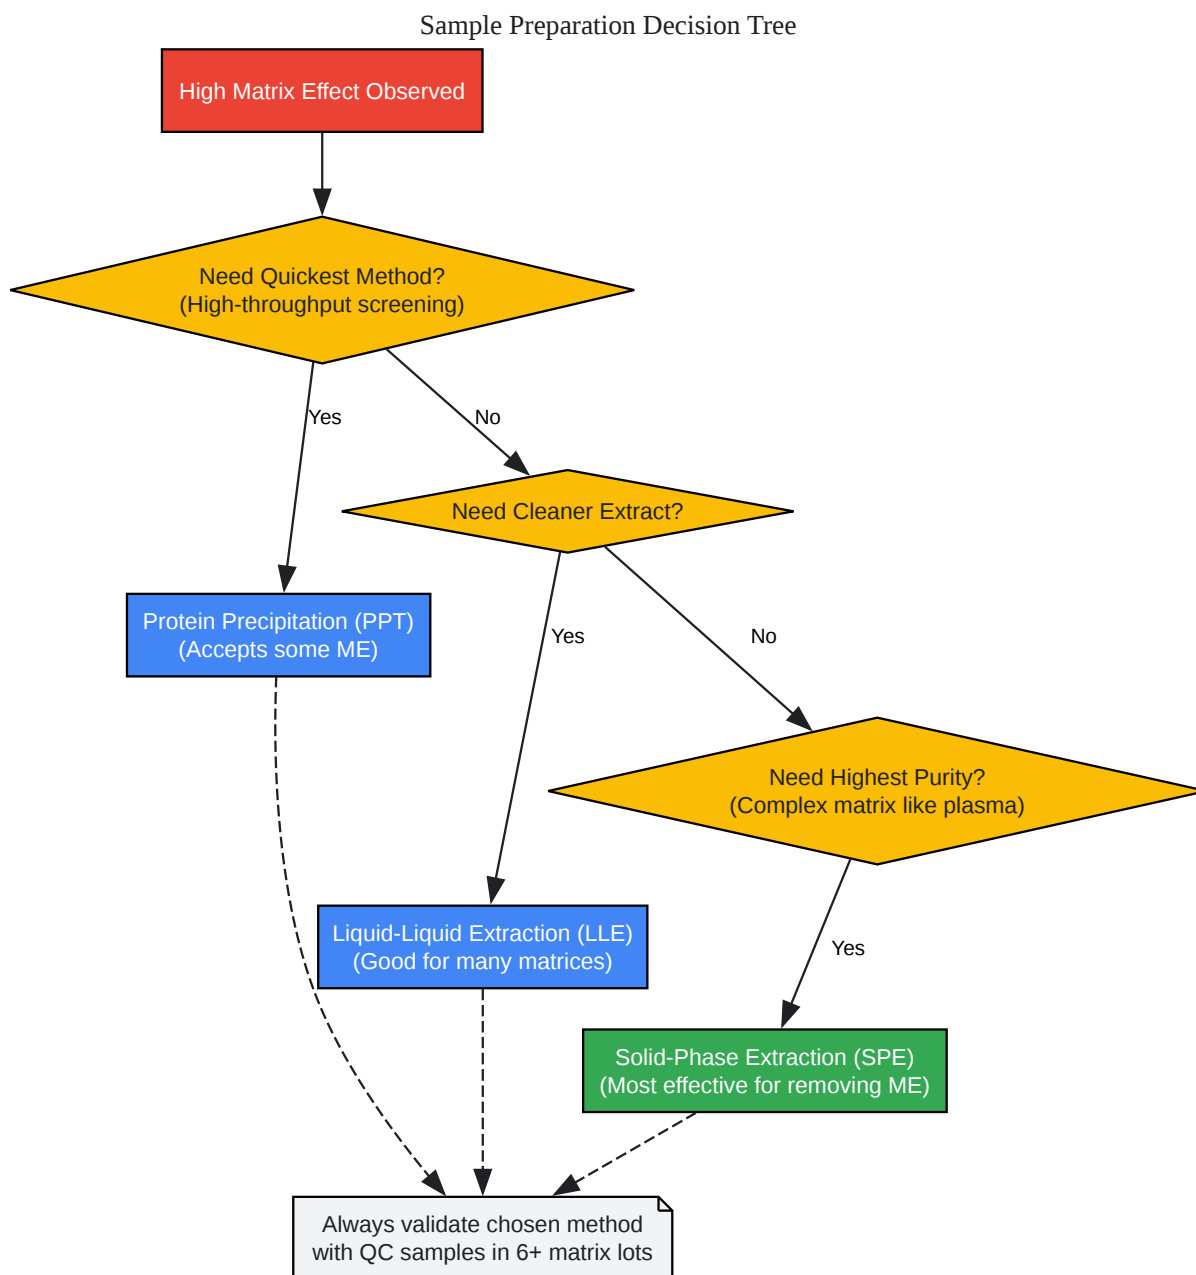 Sample Preparation Decision Tree
High Matrix Effect Observed
Need Quickest Method?
(High-throughput screening)
Yes
No
Need Cleaner Extract?
Protein Precipitation (PPT)
(Accepts some ME)
Yes
No
Need Highest Purity?
(Complex matrix like plasma)
Liquid-Liquid Extraction (LLE)
(Good for many matrices)
Yes
Solid-Phase Extraction (SPE)
(Most effective for removing ME)
Always validate chosen method
with QC samples in 6+ matrix lots